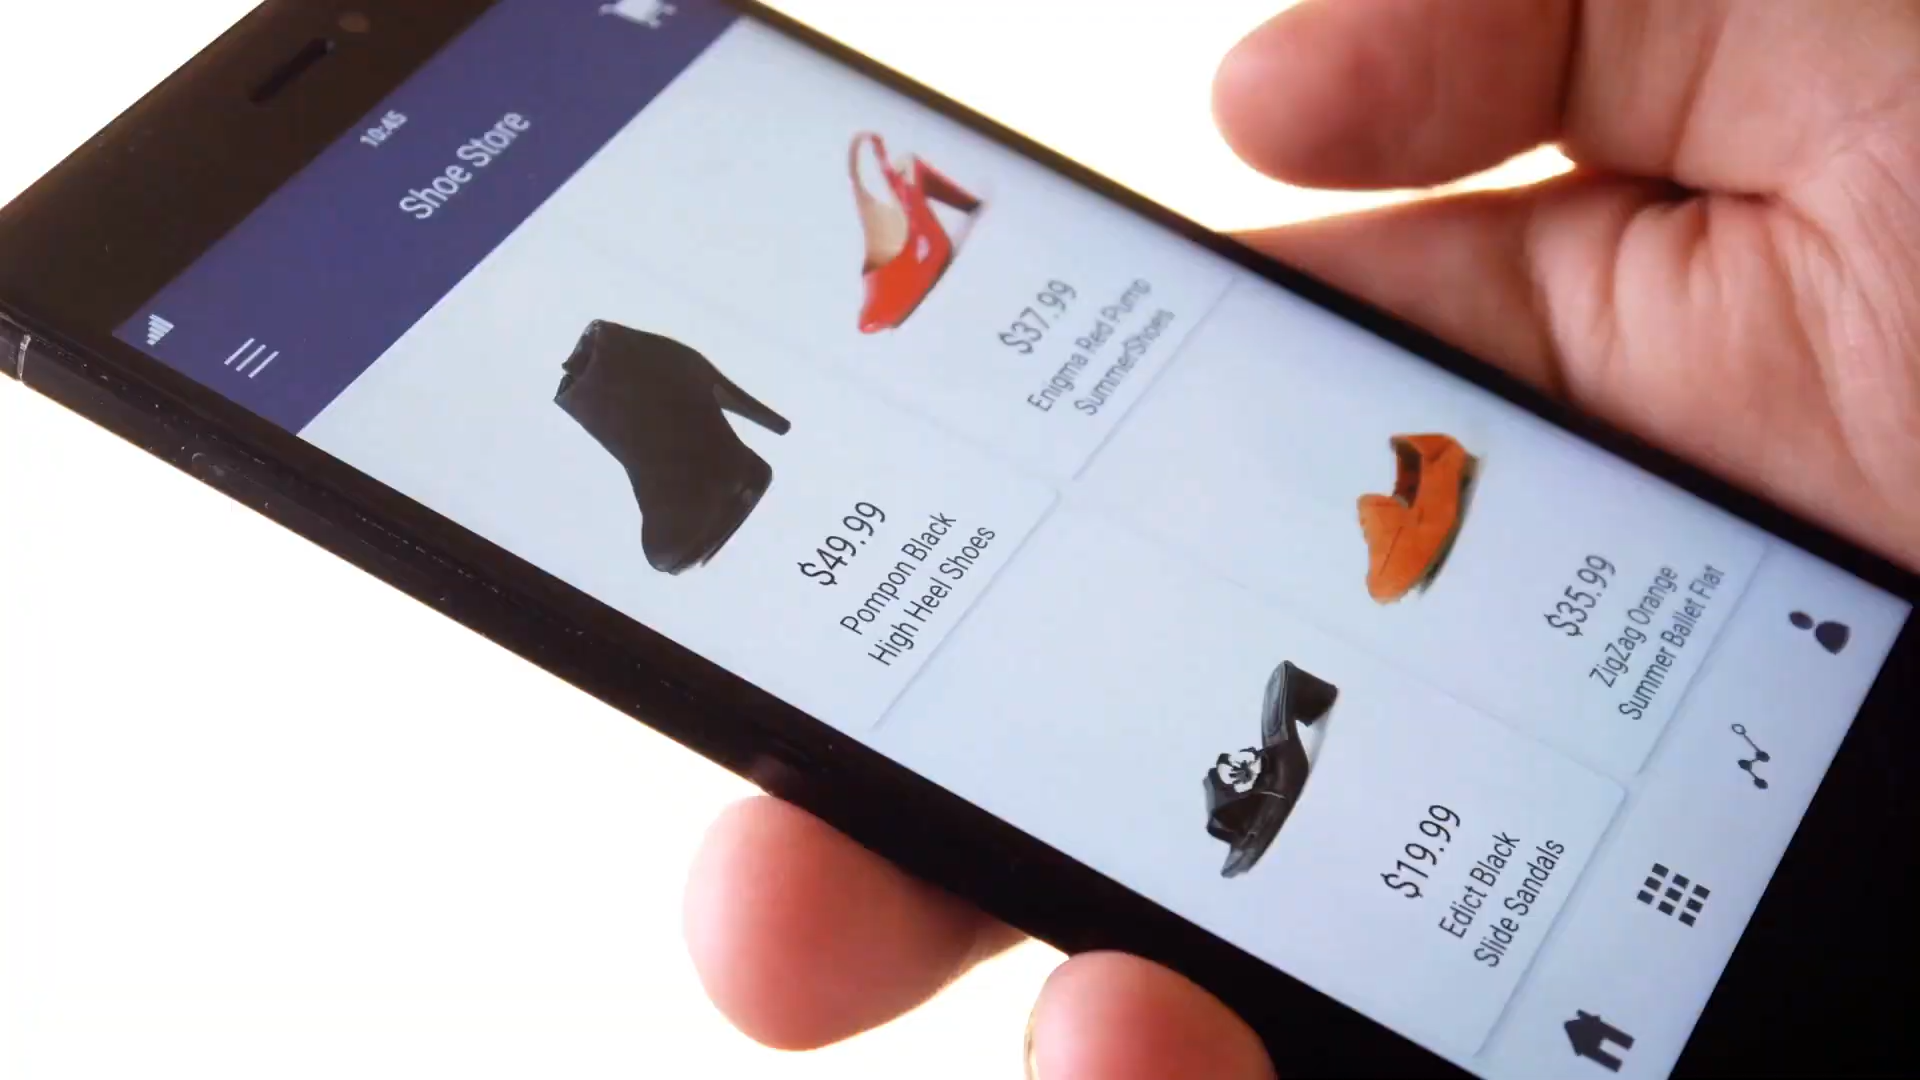 10:45
Shoe Store
$49.99
Pompon Black
High Heel Shoes
$37.99
Enigma Red Pump
SummerShoes
$19.99
Edict Black
Slide Sandals
$35.99
ZigZag Orange
Summer Ballet Flat